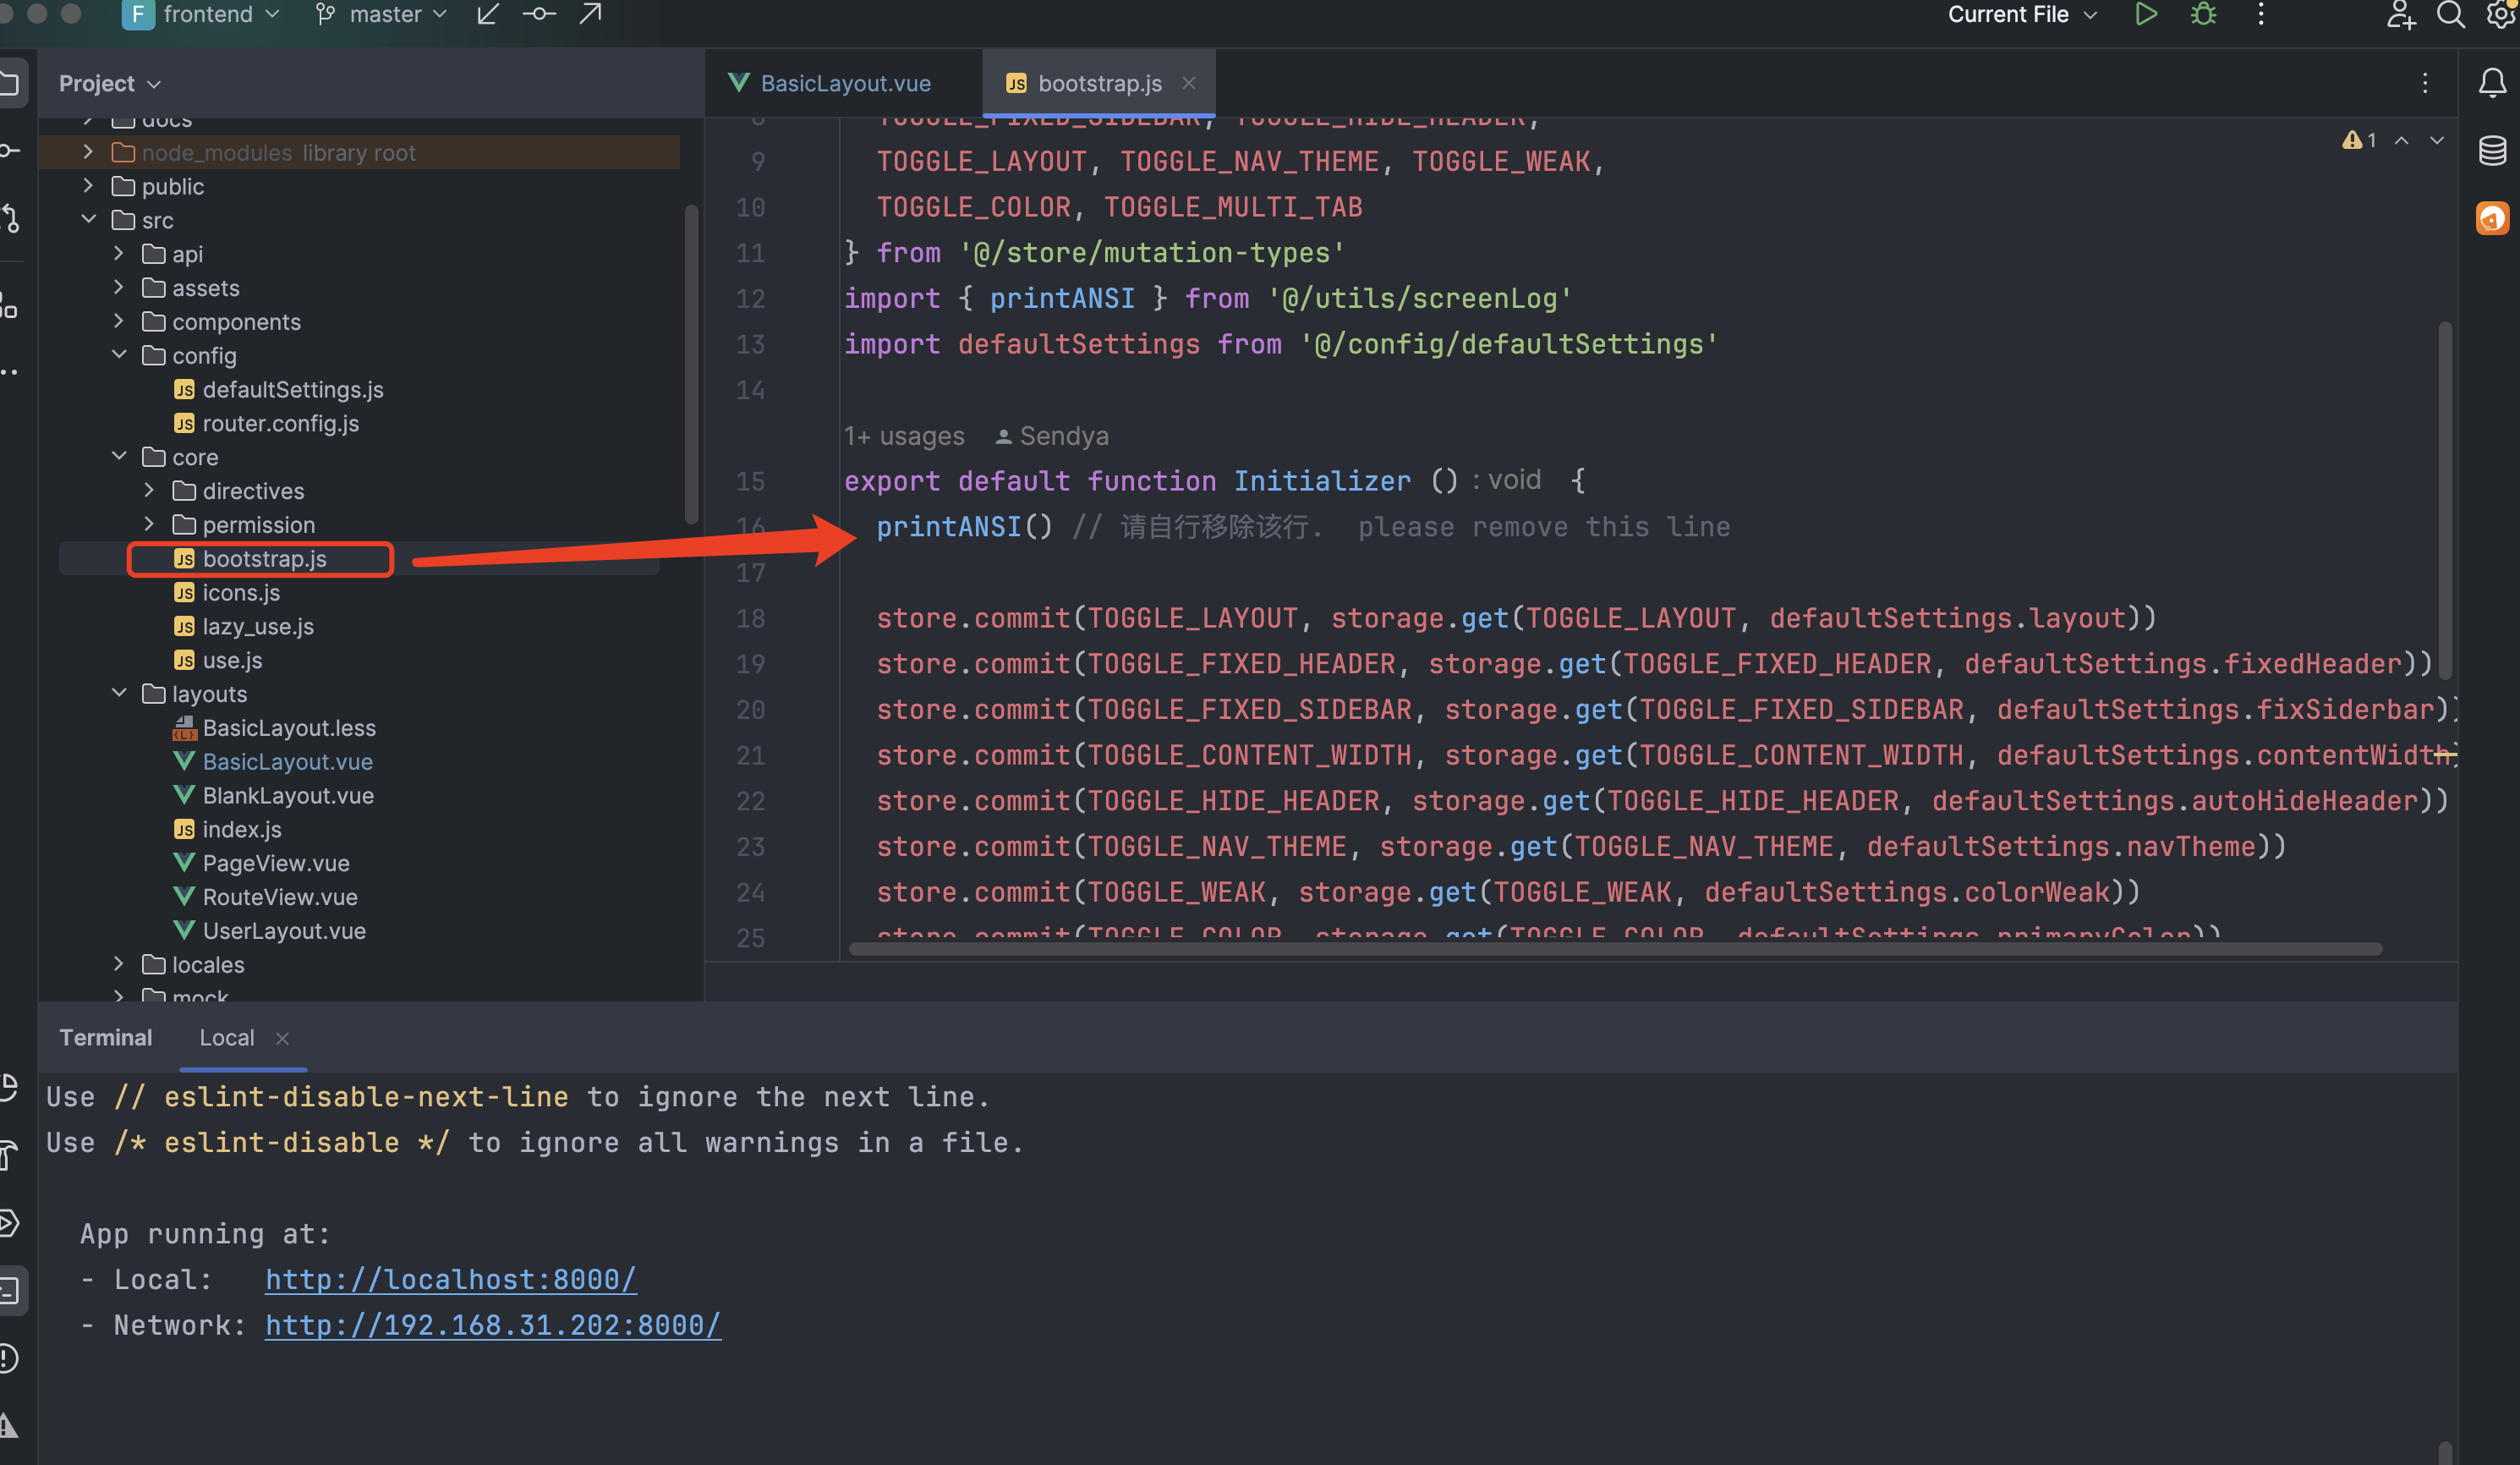 F frontend master Current File
Project
BasicLayout.vue bootstrap.js
docs
node_modules library root
public
src
api
assets
components
config
defaultSettings.js
router.config.js
core
directives
permission
bootstrap.js
icons.js
lazy_use.js
use.js
layouts
BasicLayout.less
BasicLayout.vue
BlankLayout.vue
index.js
PageView.vue
RouteView.vue
UserLayout.vue
locales
mock
1
8 TOGGLE_FIXED_SIDEBAR, TOGGLE_HIDE_HEADER,
9 TOGGLE_LAYOUT, TOGGLE_NAV_THEME, TOGGLE_WEAK,
10 TOGGLE_COLOR, TOGGLE_MULTI_TAB
11 } from '@/store/mutation-types'
12 import { printANSI } from '@/utils/screenLog'
13 import defaultSettings from '@/config/defaultSettings'
14
1+ usages Sendya
15 export default function Initializer () : void {
16 printANSI() // 请自行移除该行. please remove this line
17
18 store.commit(TOGGLE_LAYOUT, storage.get(TOGGLE_LAYOUT, defaultSettings.layout))
19 store.commit(TOGGLE_FIXED_HEADER, storage.get(TOGGLE_FIXED_HEADER, defaultSettings.fixedHeader))
20 store.commit(TOGGLE_FIXED_SIDEBAR, storage.get(TOGGLE_FIXED_SIDEBAR, defaultSettings.fixSiderbar))
21 store.commit(TOGGLE_CONTENT_WIDTH, storage.get(TOGGLE_CONTENT_WIDTH, defaultSettings.contentWidth)
22 store.commit(TOGGLE_HIDE_HEADER, storage.get(TOGGLE_HIDE_HEADER, defaultSettings.autoHideHeader))
23 store.commit(TOGGLE_NAV_THEME, storage.get(TOGGLE_NAV_THEME, defaultSettings.navTheme))
24 store.commit(TOGGLE_WEAK, storage.get(TOGGLE_WEAK, defaultSettings.colorWeak))
25 store.commit(TOGGLE_COLOR, storage.get(TOGGLE_COLOR, defaultSettings.primaryColor))
Terminal Local
Use // eslint-disable-next-line to ignore the next line.
Use /* eslint-disable */ to ignore all warnings in a file.
App running at:
- Local: http://localhost:8000/
- Network: http://192.168.31.202:8000/